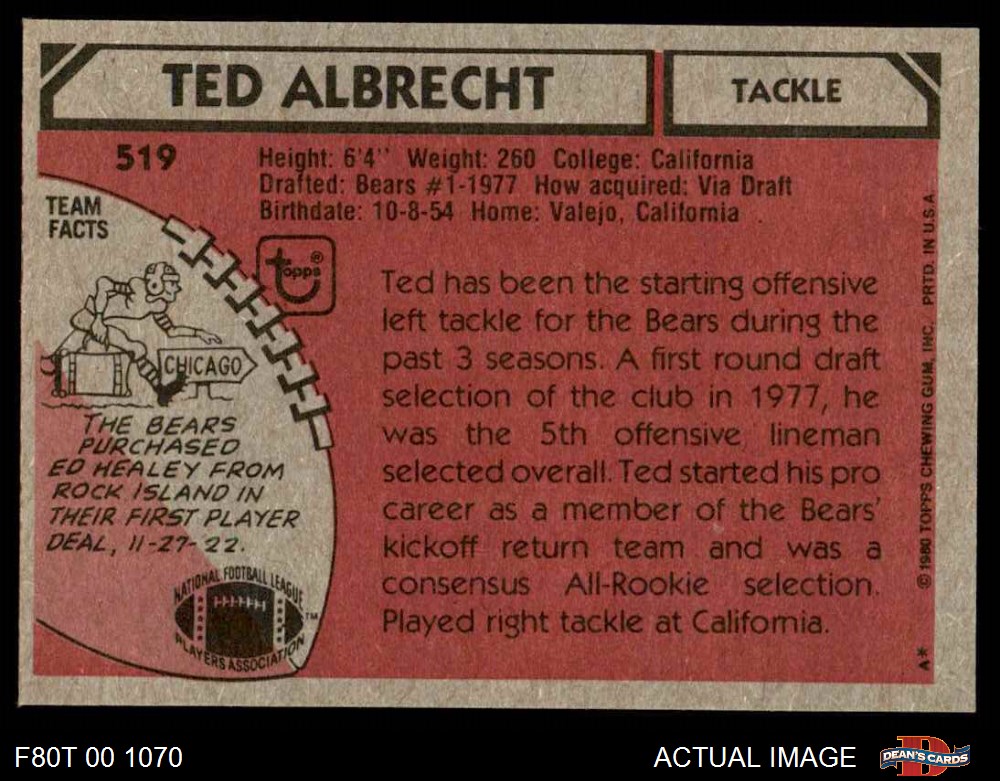 TED ALBRECHT
TACKLE
519
Height: 6'4" Weight: 260 College: California
Drafted: Bears #1-1977 How acquired: Via Draft
Birthdate: 10-8-54 Home: Valejo, California
TEAM
FACTS
topps®
CHICAGO
THE BEARS
PURCHASED
ED HEALEY FROM
ROCK ISLAND IN
THEIR FIRST PLAYER
DEAL, 11-27-22.
NATIONAL FOOTBALL LEAGUE
PLAYERS ASSOCIATION
TM
Ted has been the starting offensive
left tackle for the Bears during the
past 3 seasons. A first round draft
selection of the club in 1977, he
was the 5th offensive lineman
selected overall. Ted started his pro
career as a member of the Bears'
kickoff return team and was a
consensus All-Rookie selection.
Played right tackle at California.
© 1980 TOPPS CHEWING GUM, INC. PRTD. IN U.S.A.
A*
F80T 00 1070
ACTUAL IMAGE
DEAN'S CARDS